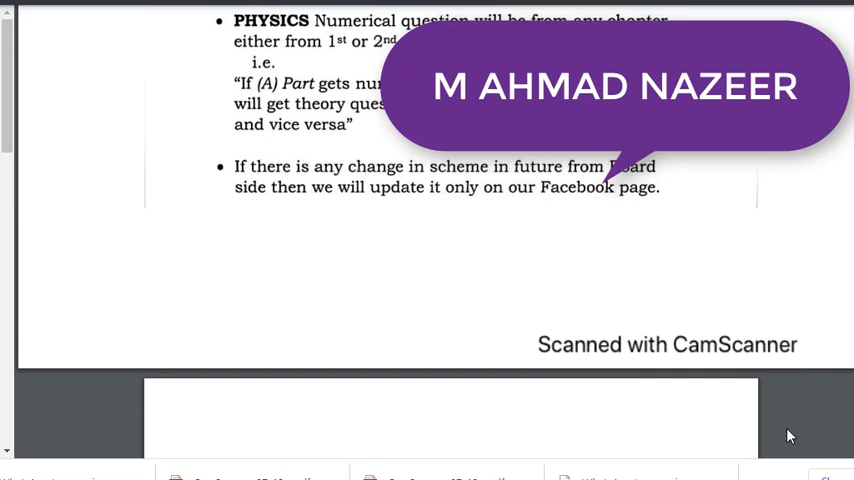 • PHYSICS Numerical question will be from any chapter
either from 1st or 2nd
i.e.
"If (A) Part gets
will get theory
and vice versa"
M AHMAD NAZEER
• If there is any change in scheme in future from Board
side then we will update it only on our Facebook page.
Scanned with CamScanner